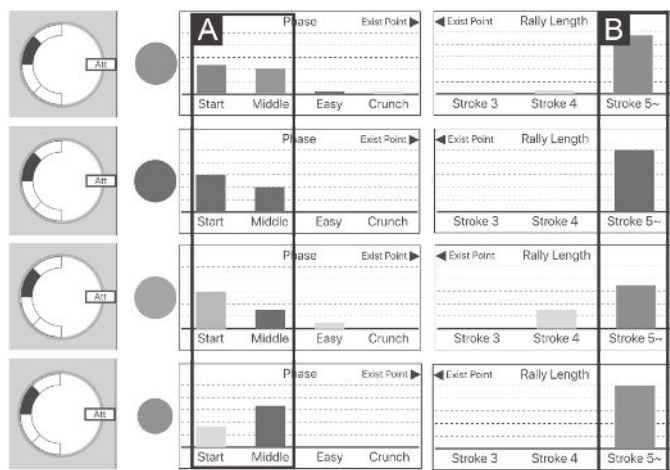 A
B
Att
Phase Exist Point ▶
Start Middle Easy Crunch
◀ Exist Point Rally Length
Stroke 3 Stroke 4 Stroke 5~
Att
Phase Exist Point ▶
Start Middle Easy Crunch
◀ Exist Point Rally Length
Stroke 3 Stroke 4 Stroke 5~
Att
Phase Exist Point ▶
Start Middle Easy Crunch
◀ Exist Point Rally Length
Stroke 3 Stroke 4 Stroke 5~
Att
Phase Exist Point ▶
Start Middle Easy Crunch
◀ Exist Point Rally Length
Stroke 3 Stroke 4 Stroke 5~